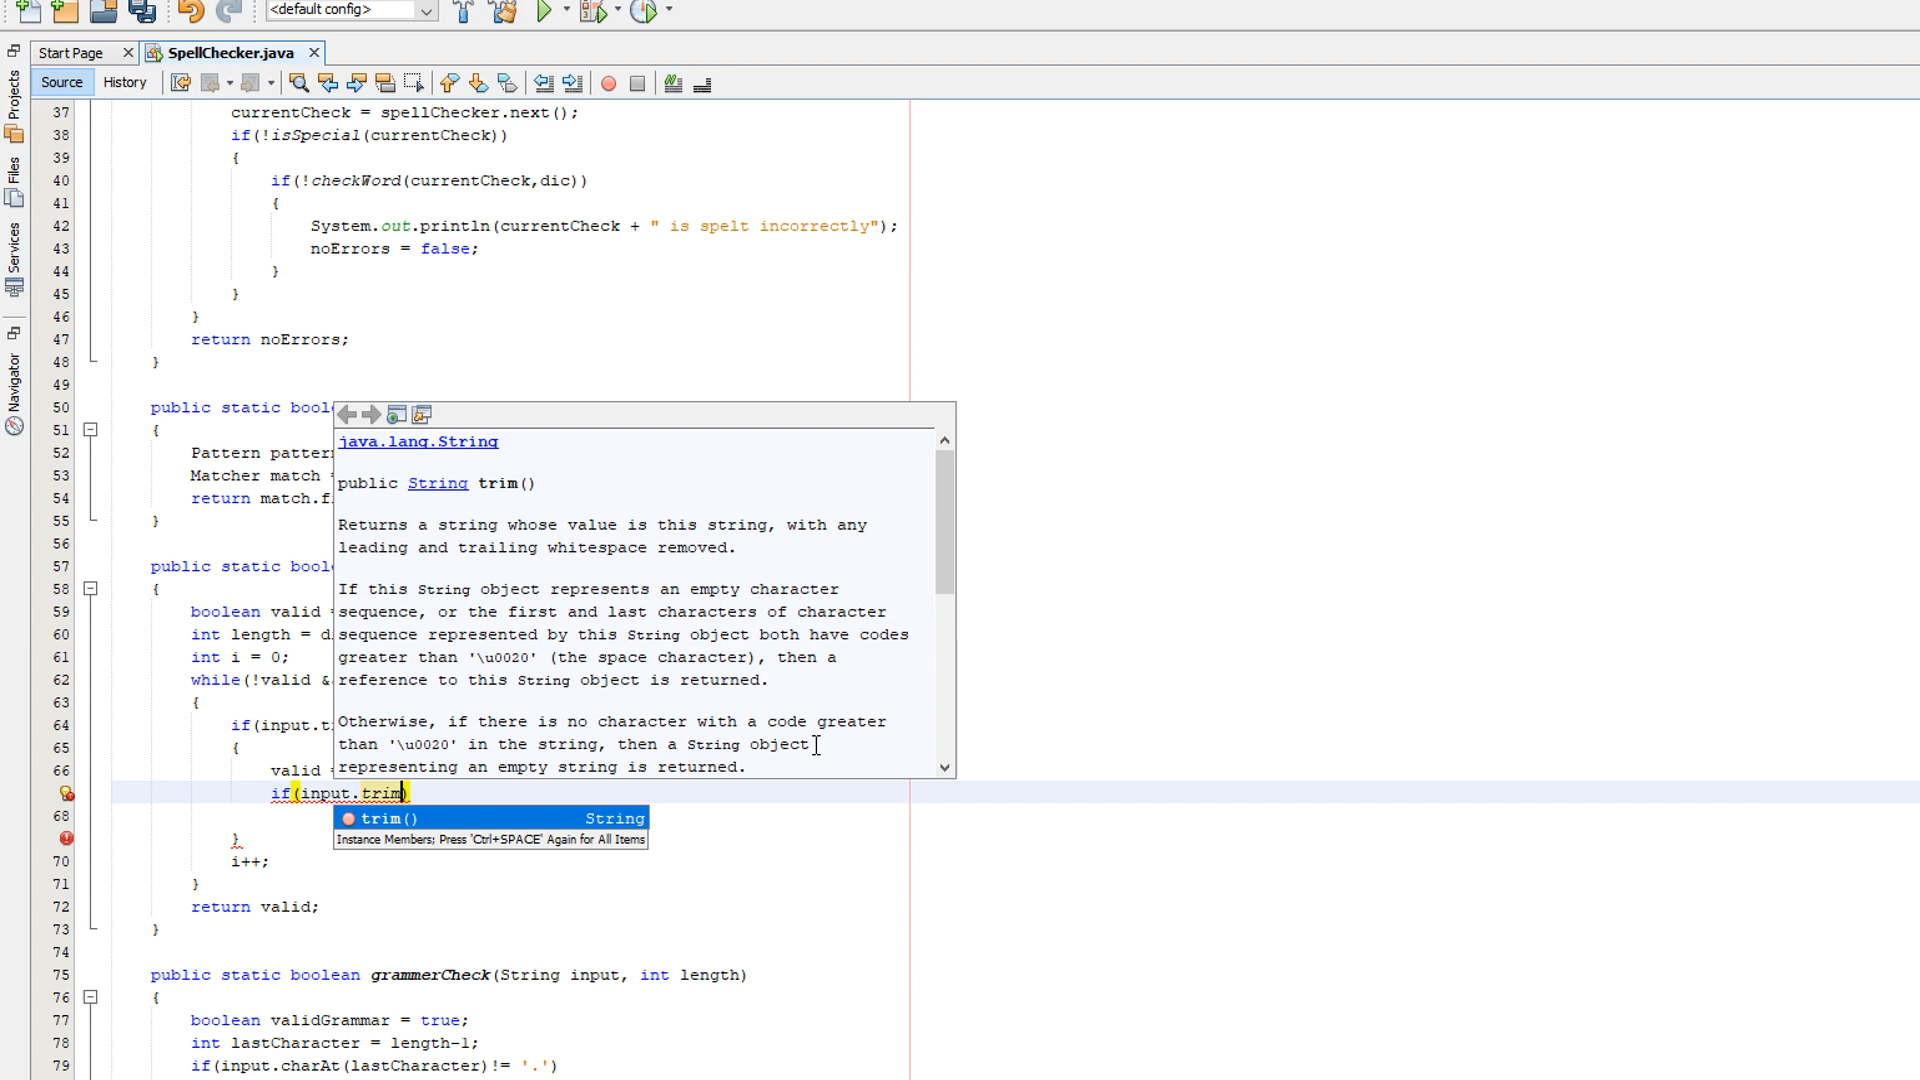 <default config>
Start Page
SpellChecker.java
Source
History
Projects
Files
Services
Navigator
37 currentCheck = spellChecker.next();
38 if(!isSpecial(currentCheck))
39 {
40 if(!checkWord(currentCheck,dic))
41 {
42 System.out.println(currentCheck + " is spelt incorrectly");
43 noErrors = false;
44 }
45 }
46 }
47 return noErrors;
48 }
49
50 public static boole
51 {
52 Pattern pattern
53 Matcher match =
54 return match.f
55 }
56
57 public static boole
58 {
59 boolean valid =
60 int length = d
61 int i = 0;
62 while(!valid &
63 {
64 if(input.t
65 {
66 valid =
if(input.trim)
68
}
70 i++;
71 }
72 return valid;
73 }
74
75 public static boolean grammerCheck(String input, int length)
76 {
77 boolean validGrammar = true;
78 int lastCharacter = length-1;
79 if(input.charAt(lastCharacter)!= '.')
java.lang.String
public String trim()
Returns a string whose value is this string, with any
leading and trailing whitespace removed.
If this String object represents an empty character
sequence, or the first and last characters of character
sequence represented by this String object both have codes
greater than '\u0020' (the space character), then a
reference to this String object is returned.
Otherwise, if there is no character with a code greater
than '\u0020' in the string, then a String object
representing an empty string is returned.
trim() String
Instance Members; Press 'Ctrl+SPACE' Again for All Items